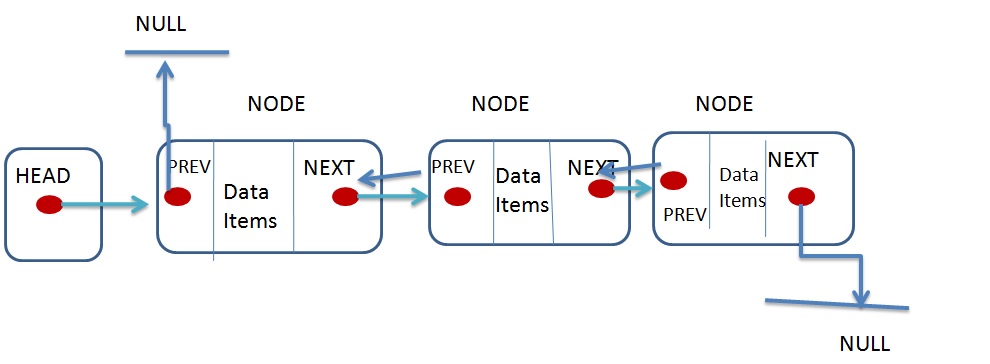 NULL
NODE
NODE
NODE
HEAD
PREV
Data
Items
NEXT
PREV
Data
Items
NEXT
PREV
Data
Items
NEXT
NULL